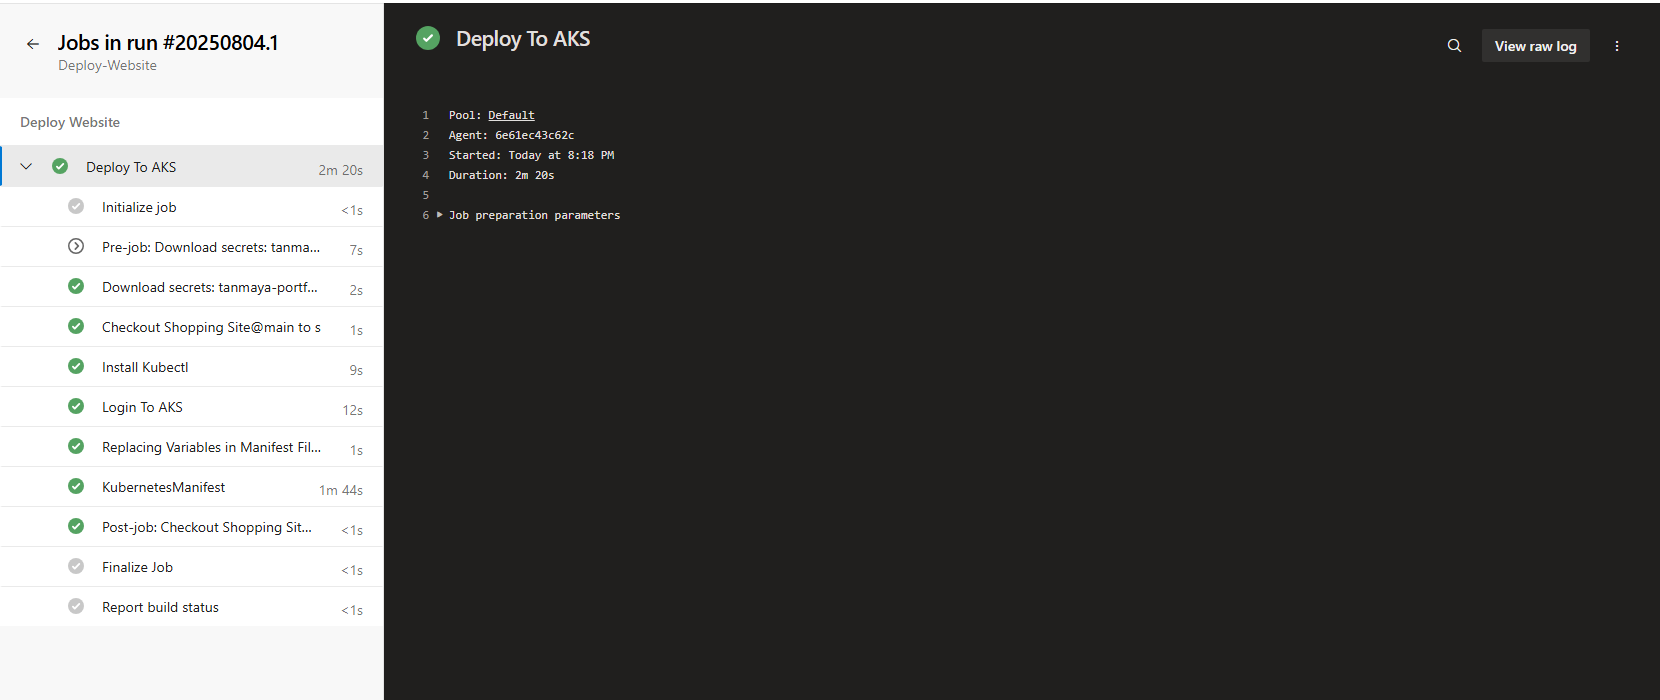 Jobs in run #20250804.1
Deploy-Website
Deploy Website
Deploy To AKS 2m 20s
Initialize job <1s
Pre-job: Download secrets: tanma... 7s
Download secrets: tanmaya-portf... 2s
Checkout Shopping Site@main to s 1s
Install Kubectl 9s
Login To AKS 12s
Replacing Variables in Manifest Fil... 1s
KubernetesManifest 1m 44s
Post-job: Checkout Shopping Sit... <1s
Finalize Job <1s
Report build status <1s
Deploy To AKS
View raw log
1 Pool: Default
2 Agent: 6e61ec43c62c
3 Started: Today at 8:18 PM
4 Duration: 2m 20s
5
6 Job preparation parameters